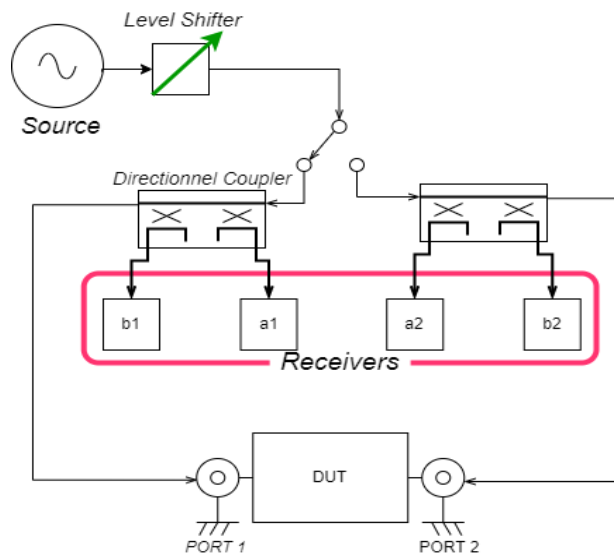 Level Shifter
Source
Directionnel Coupler
b1
a1
a2
b2
Receivers
DUT
PORT 1
PORT 2